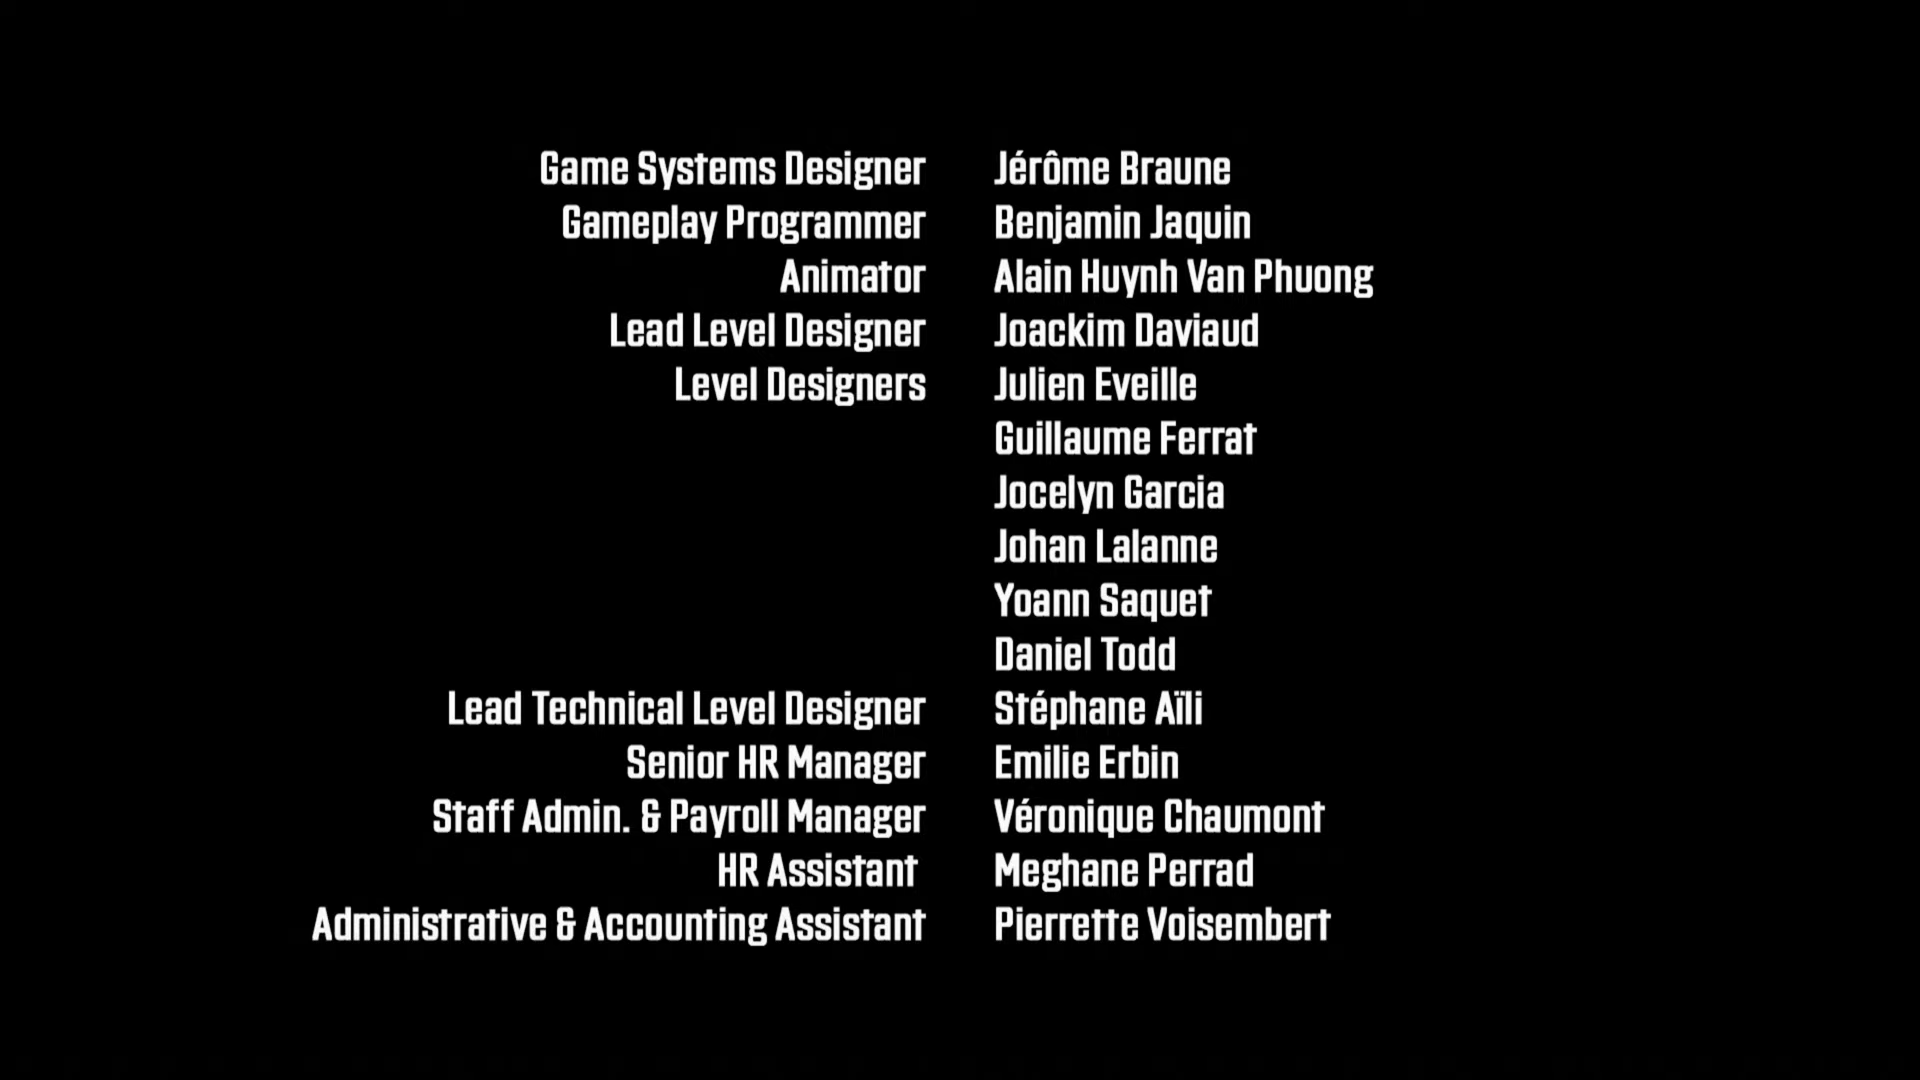 Game Systems Designer Jérôme Braune
Gameplay Programmer Benjamin Jaquin
Animator Alain Huynh Van Phuong
Lead Level Designer Joackim Daviaud
Level Designers Julien Eveille
Guillaume Ferrat
Jocelyn Garcia
Johan Lalanne
Yoann Saquet
Daniel Todd
Lead Technical Level Designer Stéphane Aïli
Senior HR Manager Emilie Erbin
Staff Admin. & Payroll Manager Véronique Chaumont
HR Assistant Meghane Perrad
Administrative & Accounting Assistant Pierrette Voisembert